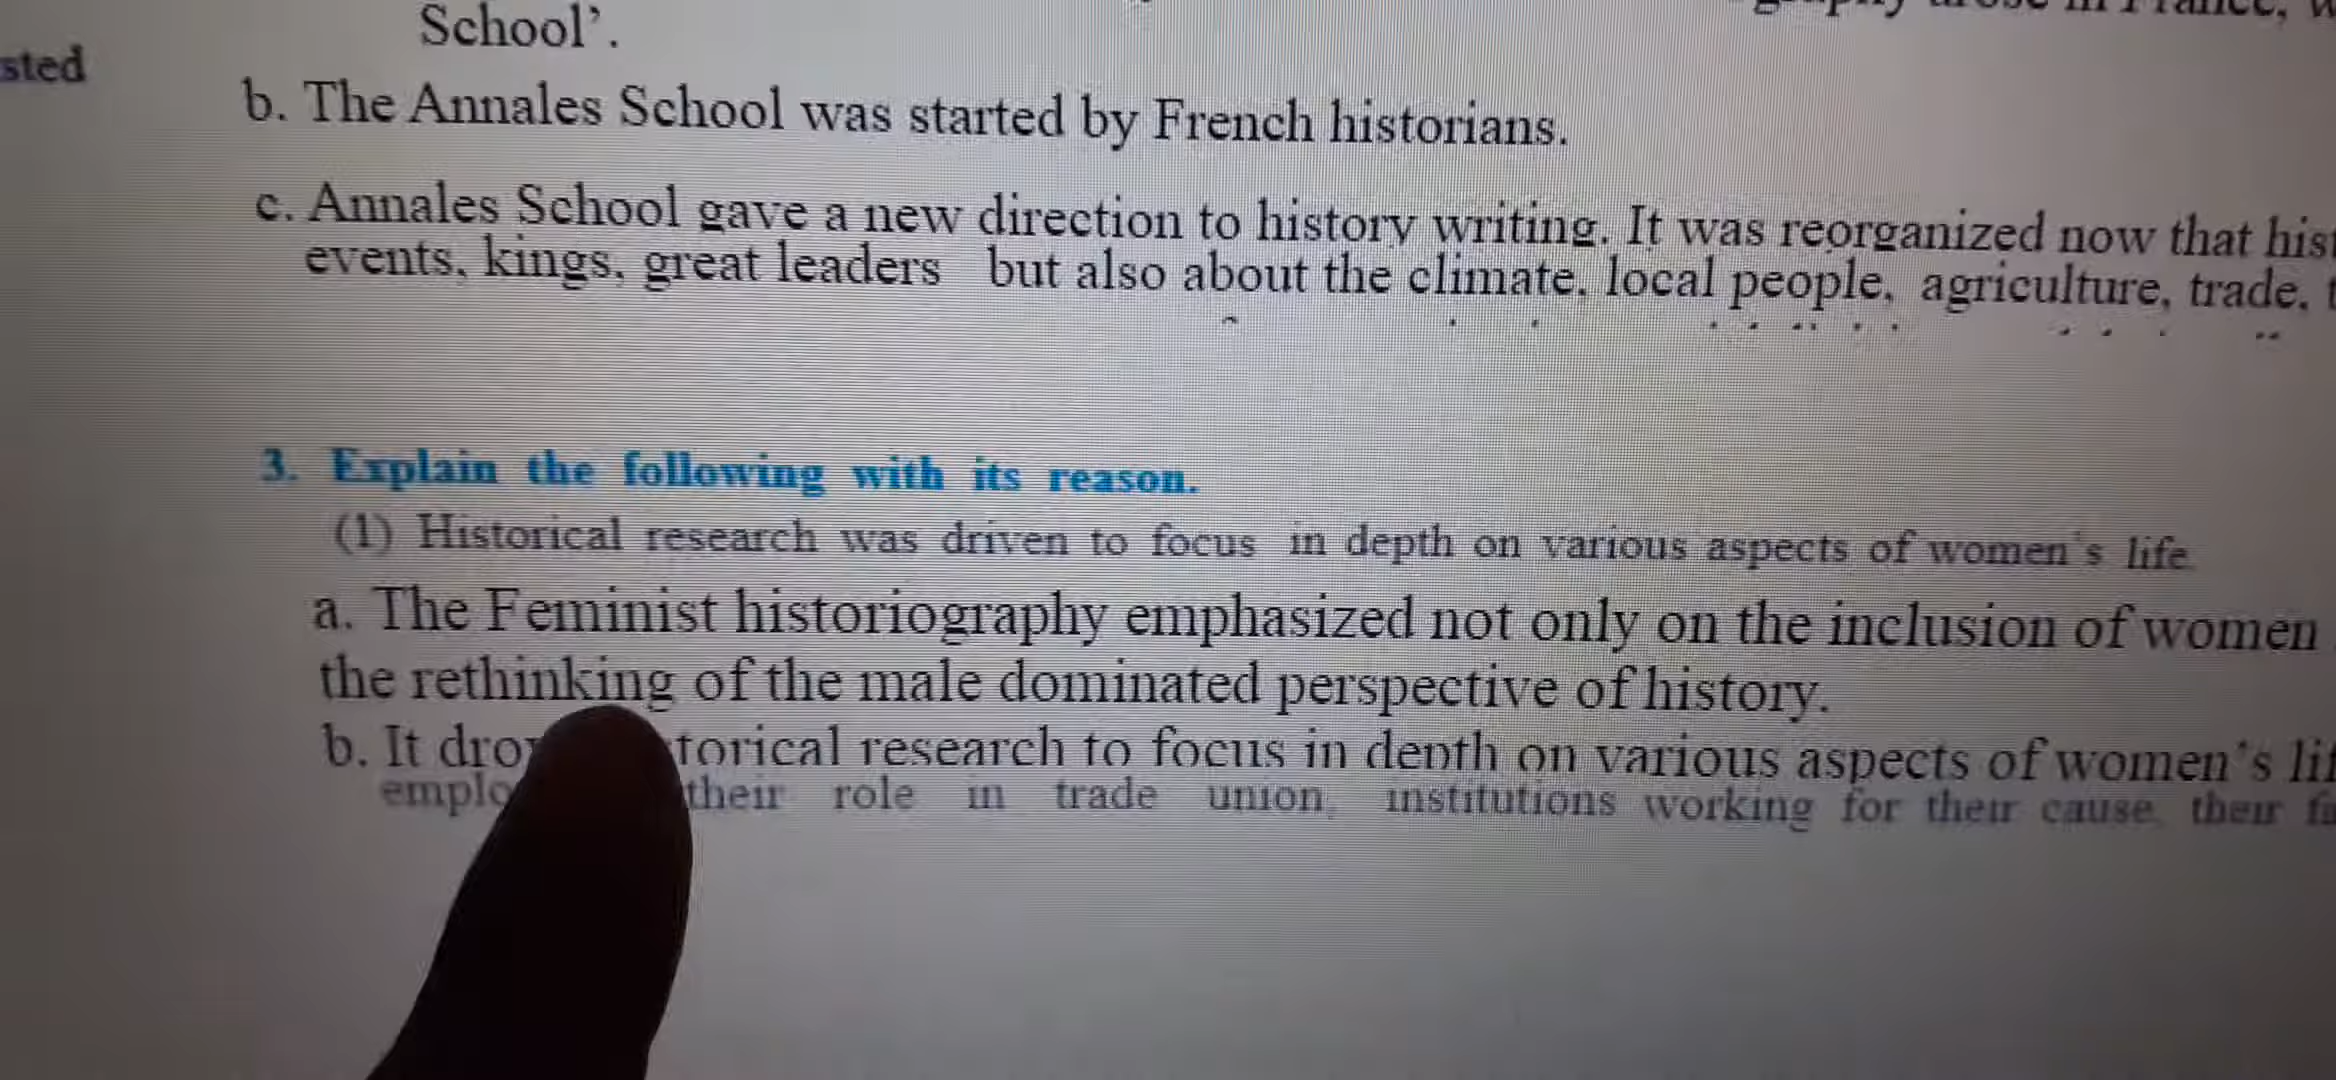 School’.
sted
b. The Annales School was started by French historians.
c. Annales School gave a new direction to history writing. It was reorganized now that
events, kings, great leaders but also about the climate, local people, agriculture, trade,
3. Explain the following with its reason.
(1) Historical research was driven to focus in depth on various aspects of women's life
a. The Feminist historiography emphasized not only on the inclusion of women
the rethinking of the male dominated perspective of history.
b. It torical research to focus in depth on various aspects of women's
their role in trade union, institutions working for their cause, their